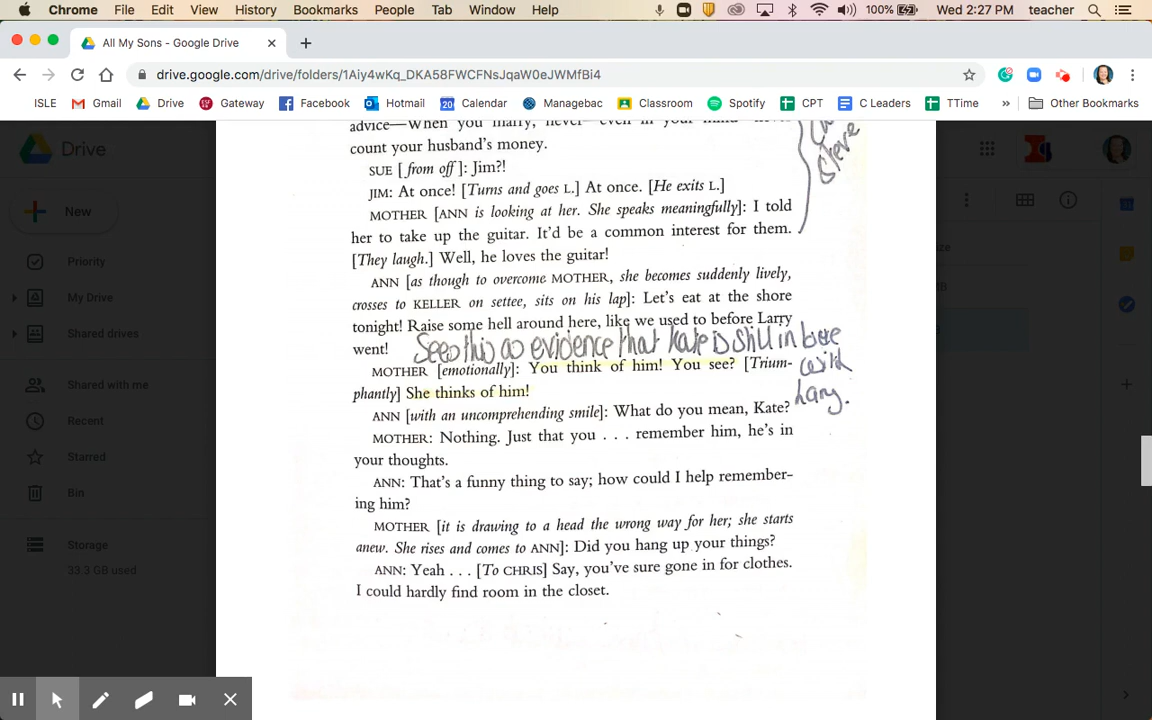 Chrome File Edit View History Bookmarks People Tab Window Help 100% Wed 2:27 PM teacher
All My Sons - Google Drive
drive.google.com/drive/folders/1Aiy4wKq_DKA58FWCFNsJqaW0eJWMfBi4
ISLE Gmail Drive Gateway Facebook Hotmail 20 Calendar Managebac Classroom Spotify CPT C Leaders TTime » Other Bookmarks
Drive
New
Priority
My Drive
Shared drives
Shared with me
Recent
Starred
Bin
Storage
33.3 GB used
advice—When you marry, never—even in your mind—never
count your husband's money.
SUE [from off]: Jim?!
JIM: At once! [Turns and goes L.] At once. [He exits L.]
MOTHER [ANN is looking at her. She speaks meaningfully]: I told
her to take up the guitar. It'd be a common interest for them.
[They laugh.] Well, he loves the guitar!
ANN [as though to overcome MOTHER, she becomes suddenly lively,
crosses to KELLER on settee, sits on his lap]: Let's eat at the shore
tonight! Raise some hell around here, like we used to before Larry
went!
Sees this as evidence that Kate is still in
with
Larry.
MOTHER [emotionally]: You think of him! You see? [Trium-
phantly] She thinks of him!
ANN [with an uncomprehending smile]: What do you mean, Kate?
MOTHER: Nothing. Just that you . . . remember him, he's in
your thoughts.
ANN: That's a funny thing to say; how could I help remember-
ing him?
MOTHER [it is drawing to a head the wrong way for her; she starts
anew. She rises and comes to ANN]: Did you hang up your things?
ANN: Yeah . . . [To CHRIS] Say, you've sure gone in for clothes.
I could hardly find room in the closet.